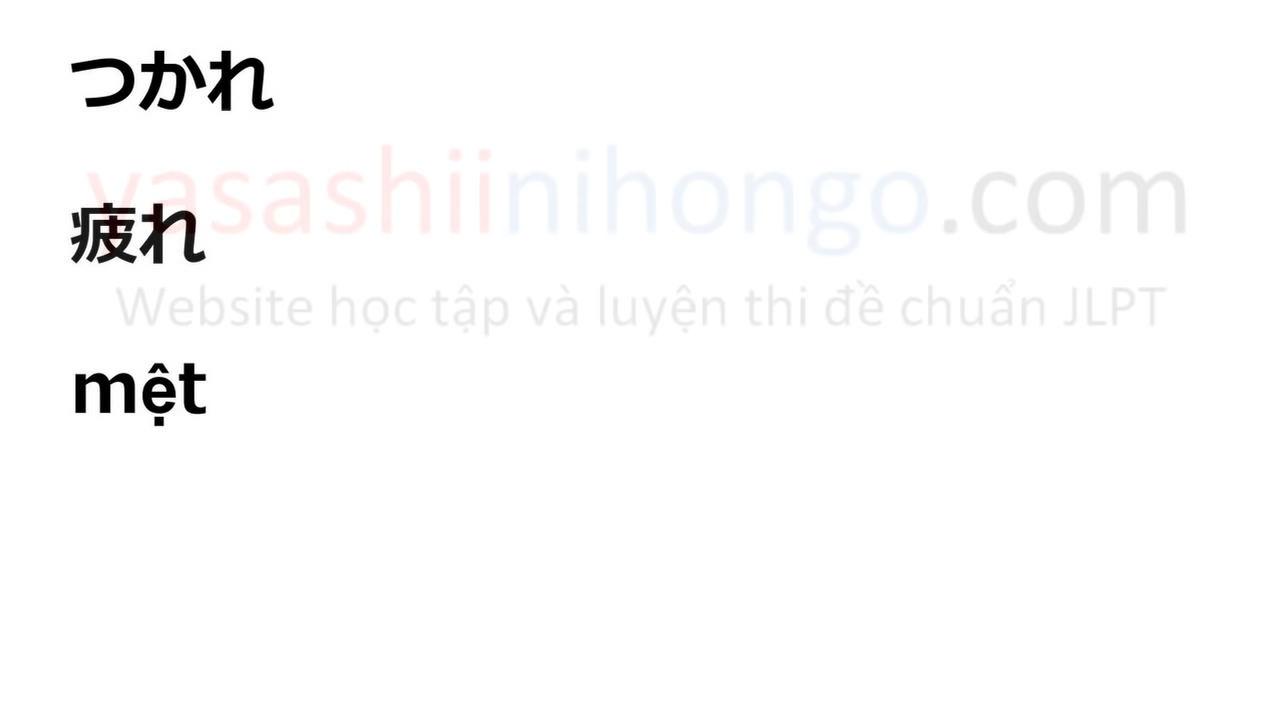 つかれ
yasashiinihongo.com
疲れ
Website học tập và luyện thi đề chuẩn JLPT
mệt